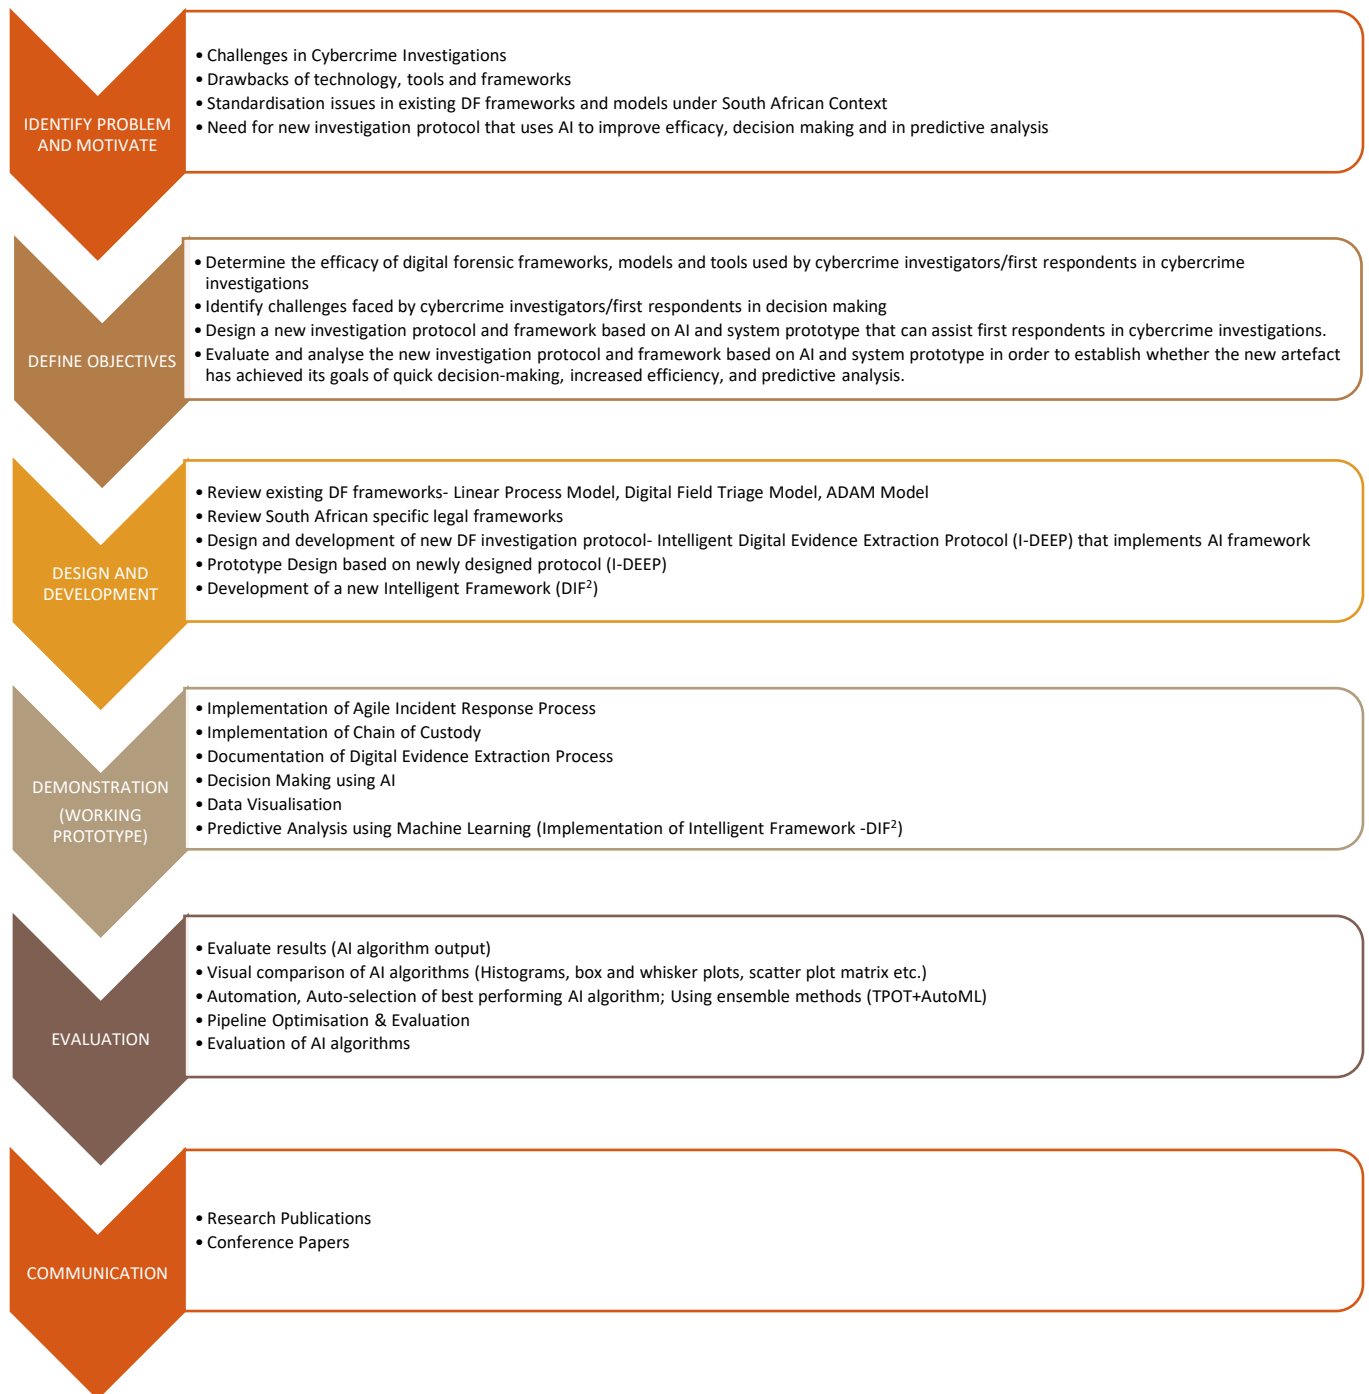 IDENTIFY PROBLEM
AND MOTIVATE
• Challenges in Cybercrime Investigations
• Drawbacks of technology, tools and frameworks
• Standardisation issues in existing DF frameworks and models under South African Context
• Need for new investigation protocol that uses AI to improve efficacy, decision making and in predictive analysis
DEFINE OBJECTIVES
• Determine the efficacy of digital forensic frameworks, models and tools used by cybercrime investigators/first respondents in cybercrime
investigations
• Identify challenges faced by cybercrime investigators/first respondents in decision making
• Design a new investigation protocol and framework based on AI and system prototype that can assist first respondents in cybercrime investigations.
• Evaluate and analyse the new investigation protocol and framework based on AI and system prototype in order to establish whether the new artefact
has achieved its goals of quick decision-making, increased efficiency, and predictive analysis.
DESIGN AND
DEVELOPMENT
• Review existing DF frameworks- Linear Process Model, Digital Field Triage Model, ADAM Model
• Review South African specific legal frameworks
• Design and development of new DF investigation protocol- Intelligent Digital Evidence Extraction Protocol (I-DEEP) that implements AI framework
• Prototype Design based on newly designed protocol (I-DEEP)
• Development of a new Intelligent Framework (DIF²)
DEMONSTRATION
(WORKING
PROTOTYPE)
• Implementation of Agile Incident Response Process
• Implementation of Chain of Custody
• Documentation of Digital Evidence Extraction Process
• Decision Making using AI
• Data Visualisation
• Predictive Analysis using Machine Learning (Implementation of Intelligent Framework -DIF²)
EVALUATION
• Evaluate results (AI algorithm output)
• Visual comparison of AI algorithms (Histograms, box and whisker plots, scatter plot matrix etc.)
• Automation, Auto-selection of best performing AI algorithm; Using ensemble methods (TPOT+AutoML)
• Pipeline Optimisation & Evaluation
• Evaluation of AI algorithms
COMMUNICATION
• Research Publications
• Conference Papers